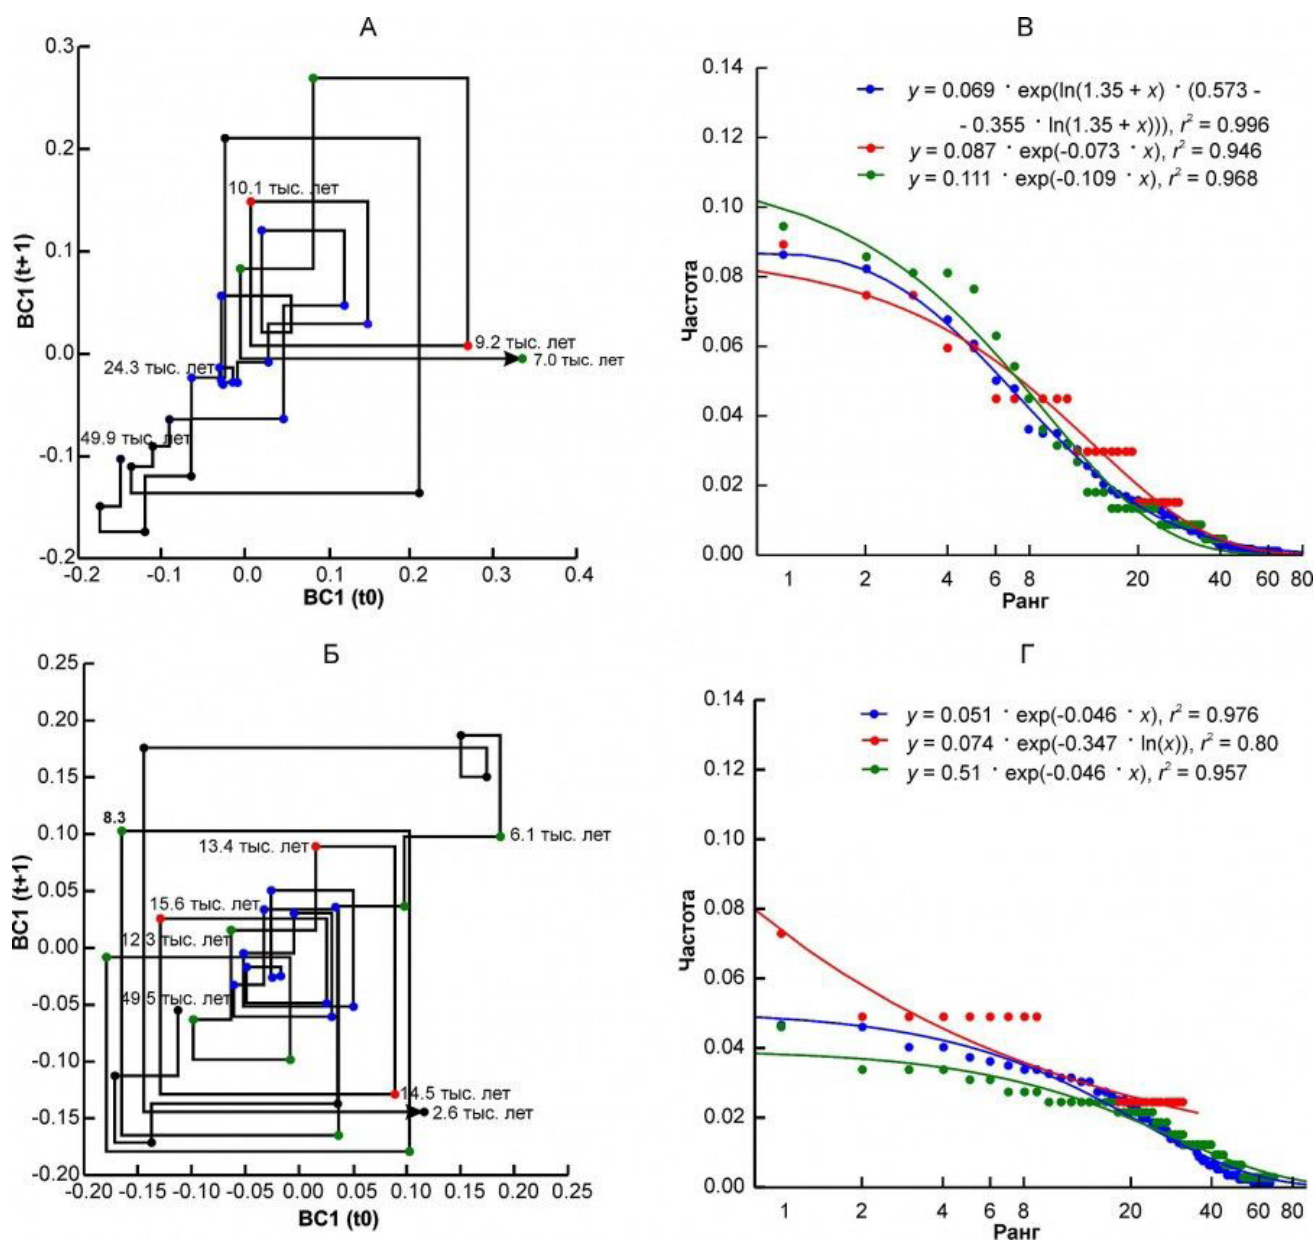 А
0.3
0.2
0.1
0.0
-0.1
-0.2
BC1 (t+1)
10.1 тыс. лет
24.3 тыс. лет
49.9 тыс. лет
9.2 тыс. лет
7.0 тыс. лет
-0.2 -0.1 0.0 0.1 0.2 0.3 0.4
BC1 (t0)
В
0.14
0.12
0.10
0.08
0.06
0.04
0.02
0.00
Частота
y = 0.069 · exp(ln(1.35 + x) · (0.573 -
- 0.355 · ln(1.35 + x))), r² = 0.996
y = 0.087 · exp(-0.073 · x), r² = 0.946
y = 0.111 · exp(-0.109 · x), r² = 0.968
1 2 4 6 8 20 40 60 80
Ранг
Б
0.25
0.20
0.15
0.10
0.05
0.00
-0.05
-0.10
-0.15
-0.20
BC1 (t+1)
8.3
13.4 тыс. лет
6.1 тыс. лет
15.6 тыс. лет
12.3 тыс. лет
49.5 тыс. лет
14.5 тыс. лет
2.6 тыс. лет
-0.20 -0.15 -0.10 -0.05 0.00 0.05 0.10 0.15 0.20 0.25
BC1 (t0)
Г
0.14
0.12
0.10
0.08
0.06
0.04
0.02
0.00
Частота
y = 0.051 · exp(-0.046 · x), r² = 0.976
y = 0.074 · exp(-0.347 · ln(x)), r² = 0.80
y = 0.51 · exp(-0.046 · x), r² = 0.957
1 2 4 6 8 20 40 60 80
Ранг